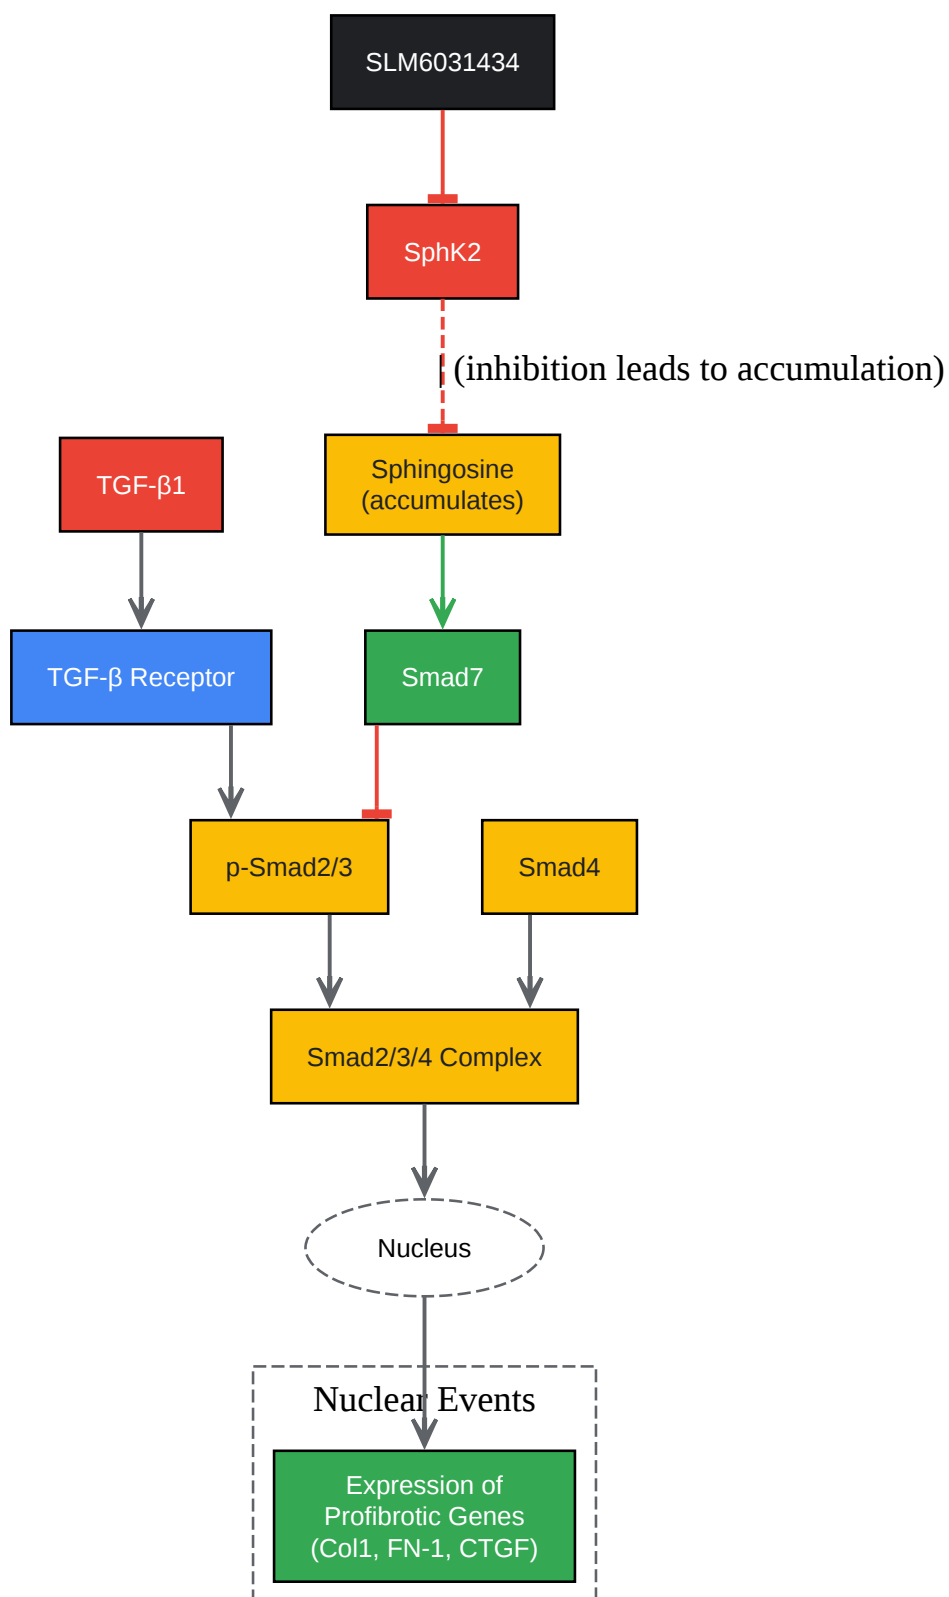 SLM6031434
SphK2
| (inhibition leads to accumulation)
Sphingosine
(accumulates)
TGF-β1
TGF-β Receptor
Smad7
p-Smad2/3
Smad4
Smad2/3/4 Complex
Nucleus
Nuclear Events
Expression of
Profibrotic Genes
(Col1, FN-1, CTGF)